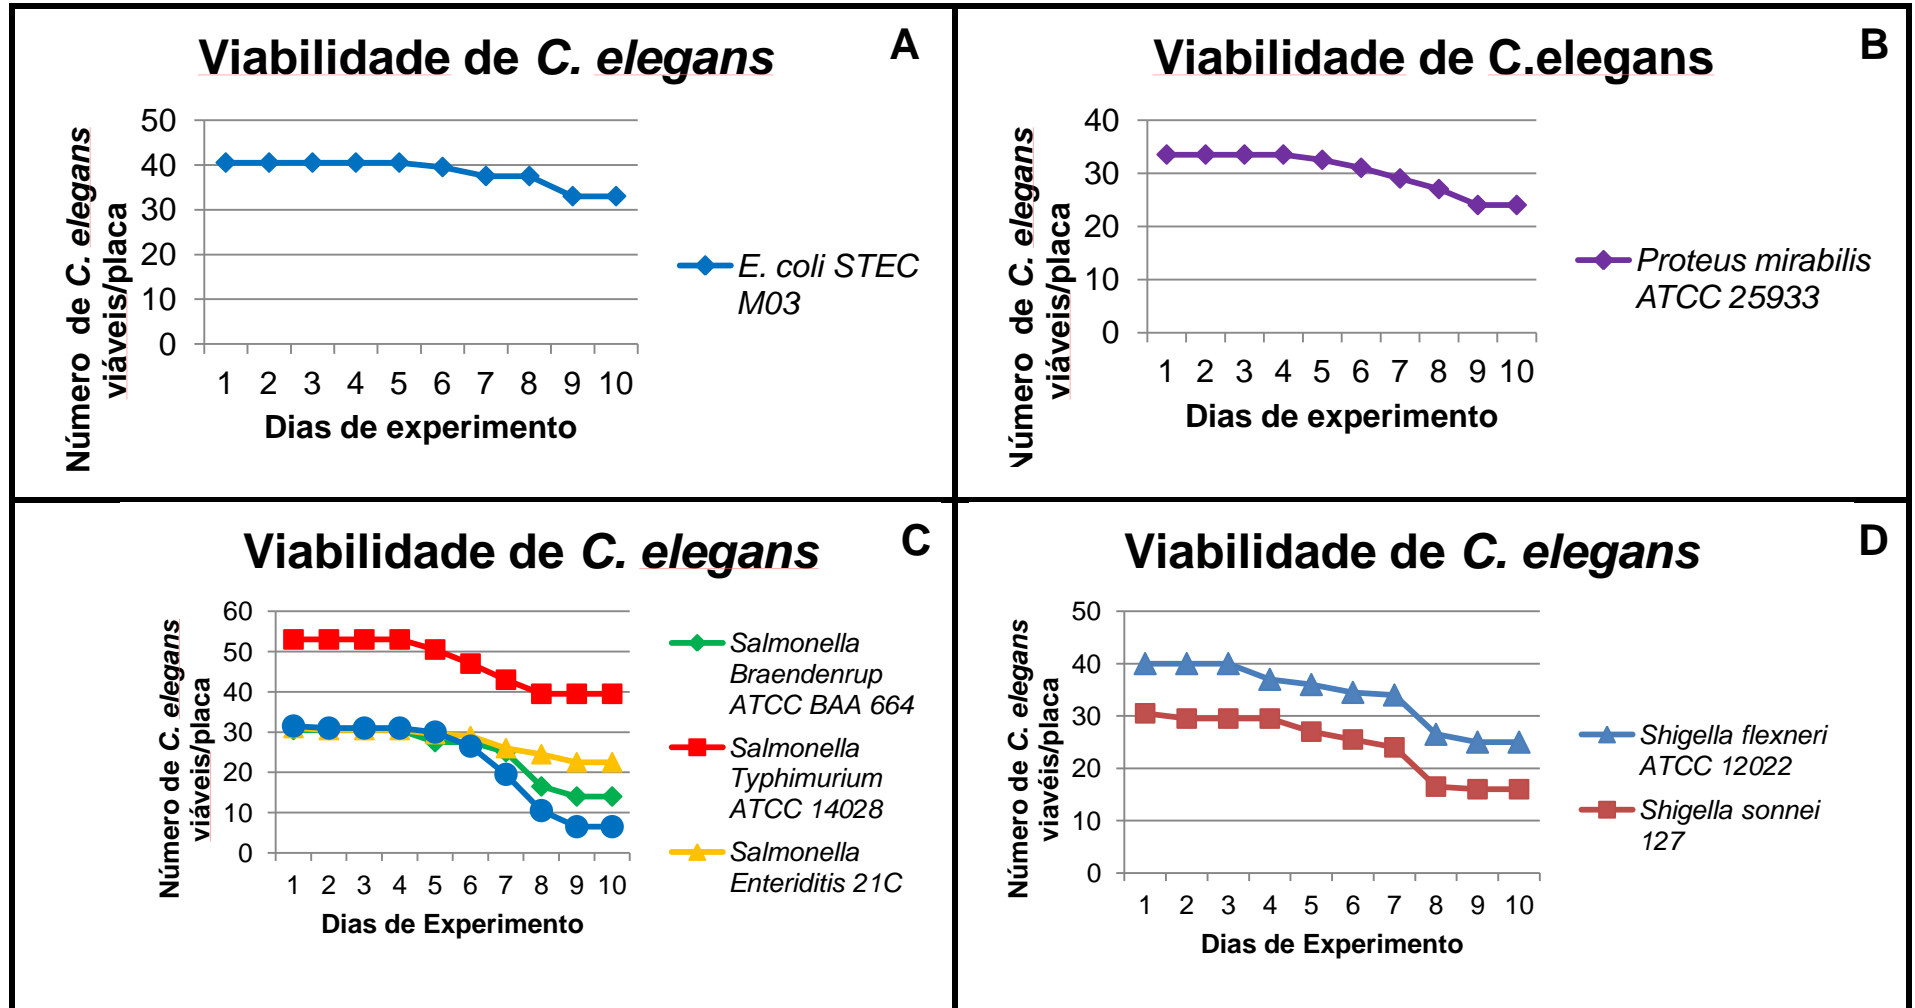 Viabilidade de C. elegans
A
Número de C. elegans
viáveis/placa
50
40
30
20
10
0
1 2 3 4 5 6 7 8 9 10
Dias de experimento
E. coli STEC
M03
Viabilidade de C.elegans
B
Número de C. elegans
viáveis/placa
40
30
20
10
0
1 2 3 4 5 6 7 8 9 10
Dias de experimento
Proteus mirabilis
ATCC 25933
Viabilidade de C. elegans
C
Número de C. elegans
viáveis/placa
60
50
40
30
20
10
0
1 2 3 4 5 6 7 8 9 10
Dias de Experimento
Salmonella
Braendenrup
ATCC BAA 664
Salmonella
Typhimurium
ATCC 14028
Salmonella
Enteriditis 21C
Viabilidade de C. elegans
D
Número de C. elegans
viavéis/placa
50
40
30
20
10
0
1 2 3 4 5 6 7 8 9 10
Dias de Experimento
Shigella flexneri
ATCC 12022
Shigella sonnei
127